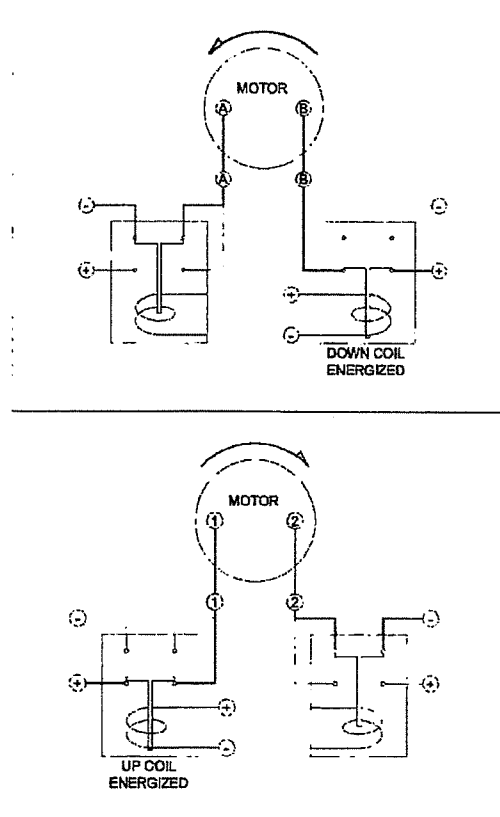 MOTOR
A B
A B
-
-
+
+
+
-
DOWN COIL
ENERGIZED
MOTOR
1 2
1 2
-
-
+
+
+
-
UP COIL
ENERGIZED